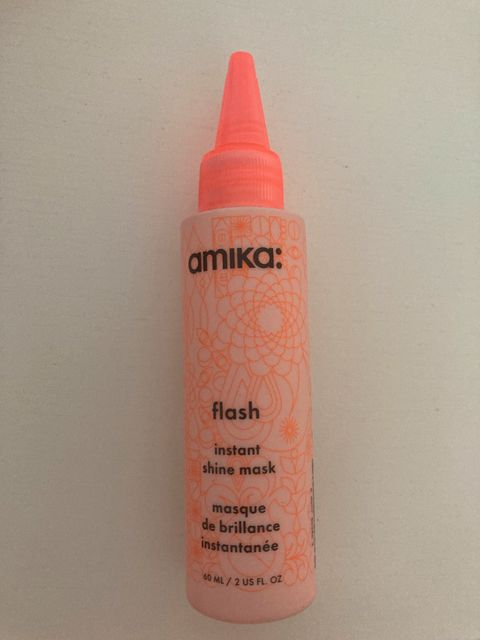 amika:
flash
instant
shine mask
masque
de brillance
instantanée
60 ML / 2 US FL. OZ